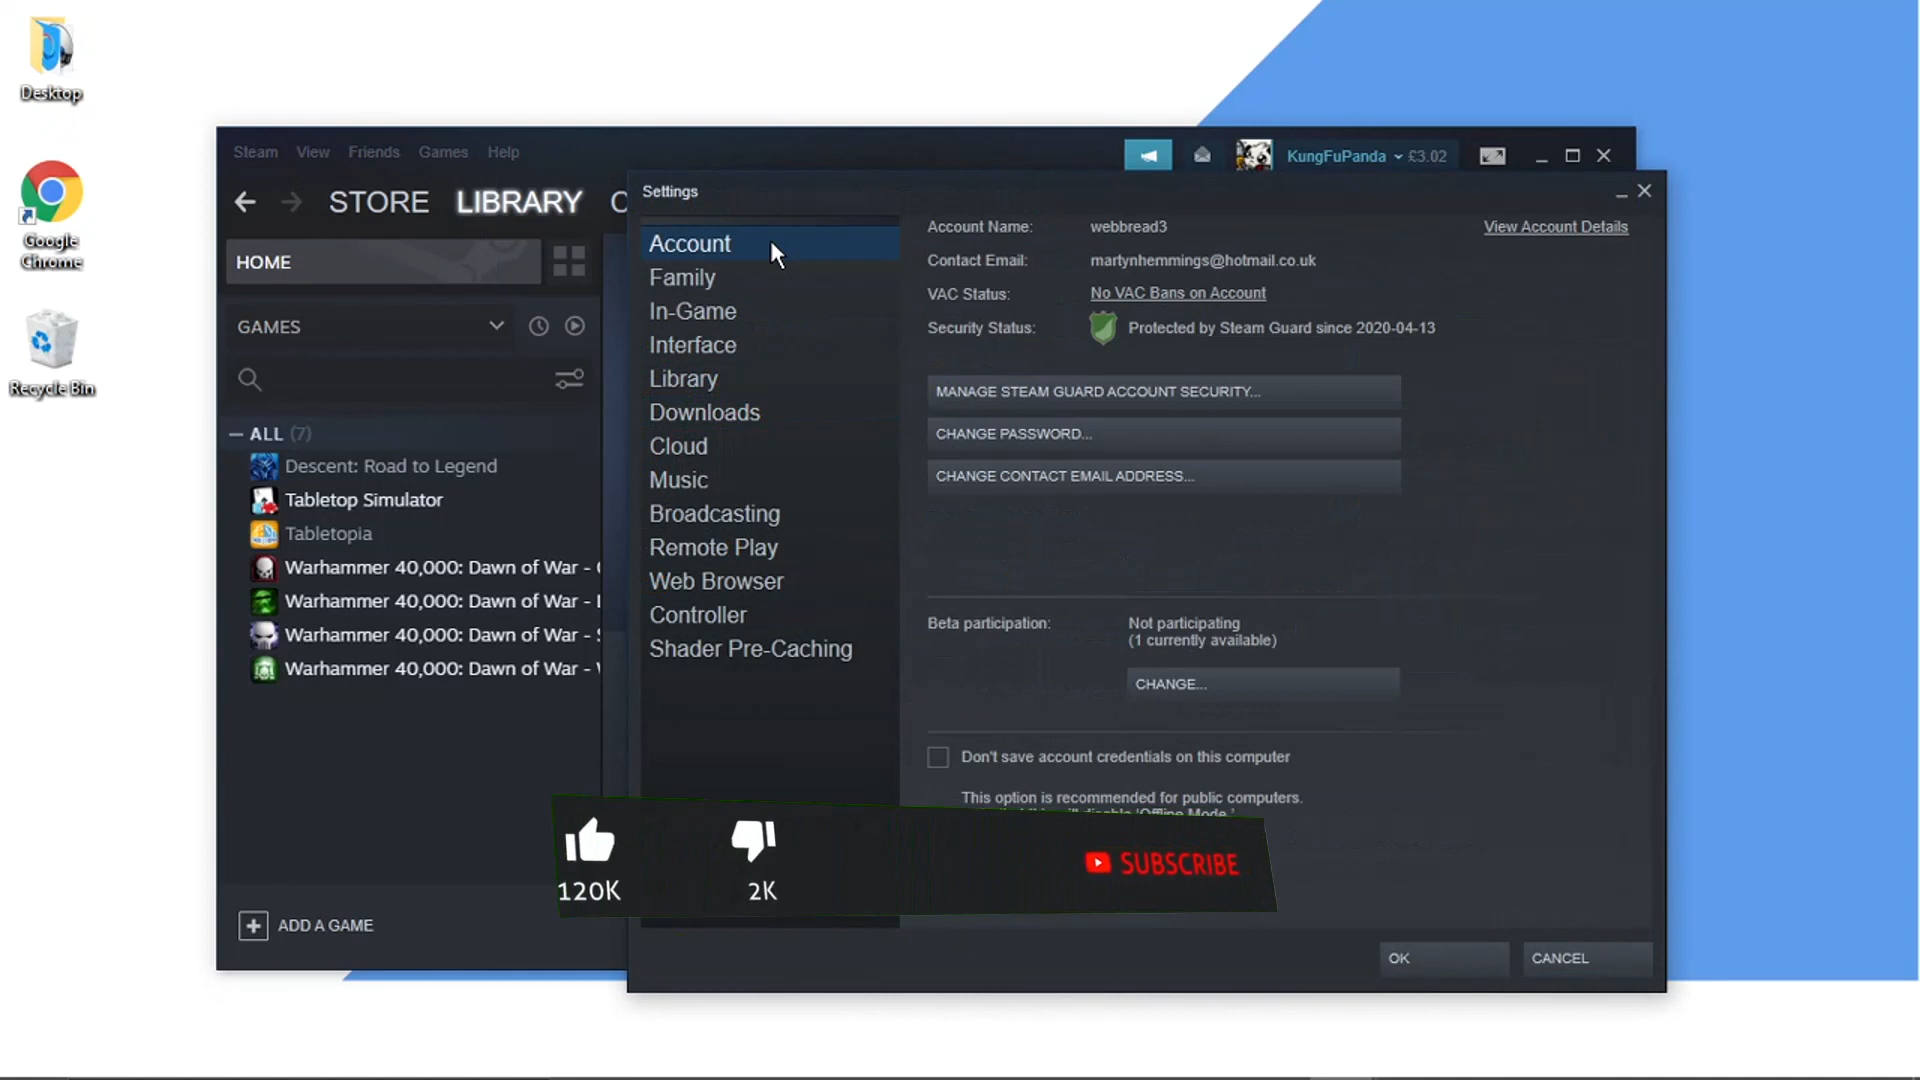 Desktop
Google
Chrome
Recycle Bin
Steam View Friends Games Help
KungFuPanda £3.02
STORE LIBRARY C
HOME
GAMES
ALL (7)
Descent: Road to Legend
Tabletop Simulator
Tabletopia
Warhammer 40,000: Dawn of War -
Warhammer 40,000: Dawn of War -
Warhammer 40,000: Dawn of War -
Warhammer 40,000: Dawn of War -
ADD A GAME
Settings
Account
Family
In-Game
Interface
Library
Downloads
Cloud
Music
Broadcasting
Remote Play
Web Browser
Controller
Shader Pre-Caching
Account Name: webbread3 View Account Details
Contact Email: martynhemmings@hotmail.co.uk
VAC Status: No VAC Bans on Account
Security Status: Protected by Steam Guard since 2020-04-13
MANAGE STEAM GUARD ACCOUNT SECURITY...
CHANGE PASSWORD...
CHANGE CONTACT EMAIL ADDRESS...
Beta participation: Not participating
(1 currently available)
CHANGE...
Don't save account credentials on this computer
This option is recommended for public computers.
'Offline Mode.'
120K 2K SUBSCRIBE
OK CANCEL